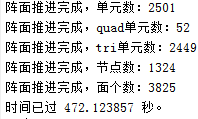 阵面推进完成，单元数：2501
阵面推进完成，quad单元数：52
阵面推进完成，tri单元数：2449
阵面推进完成，节点数：1324
阵面推进完成，面个数：3825
时间已过 472.123857 秒。